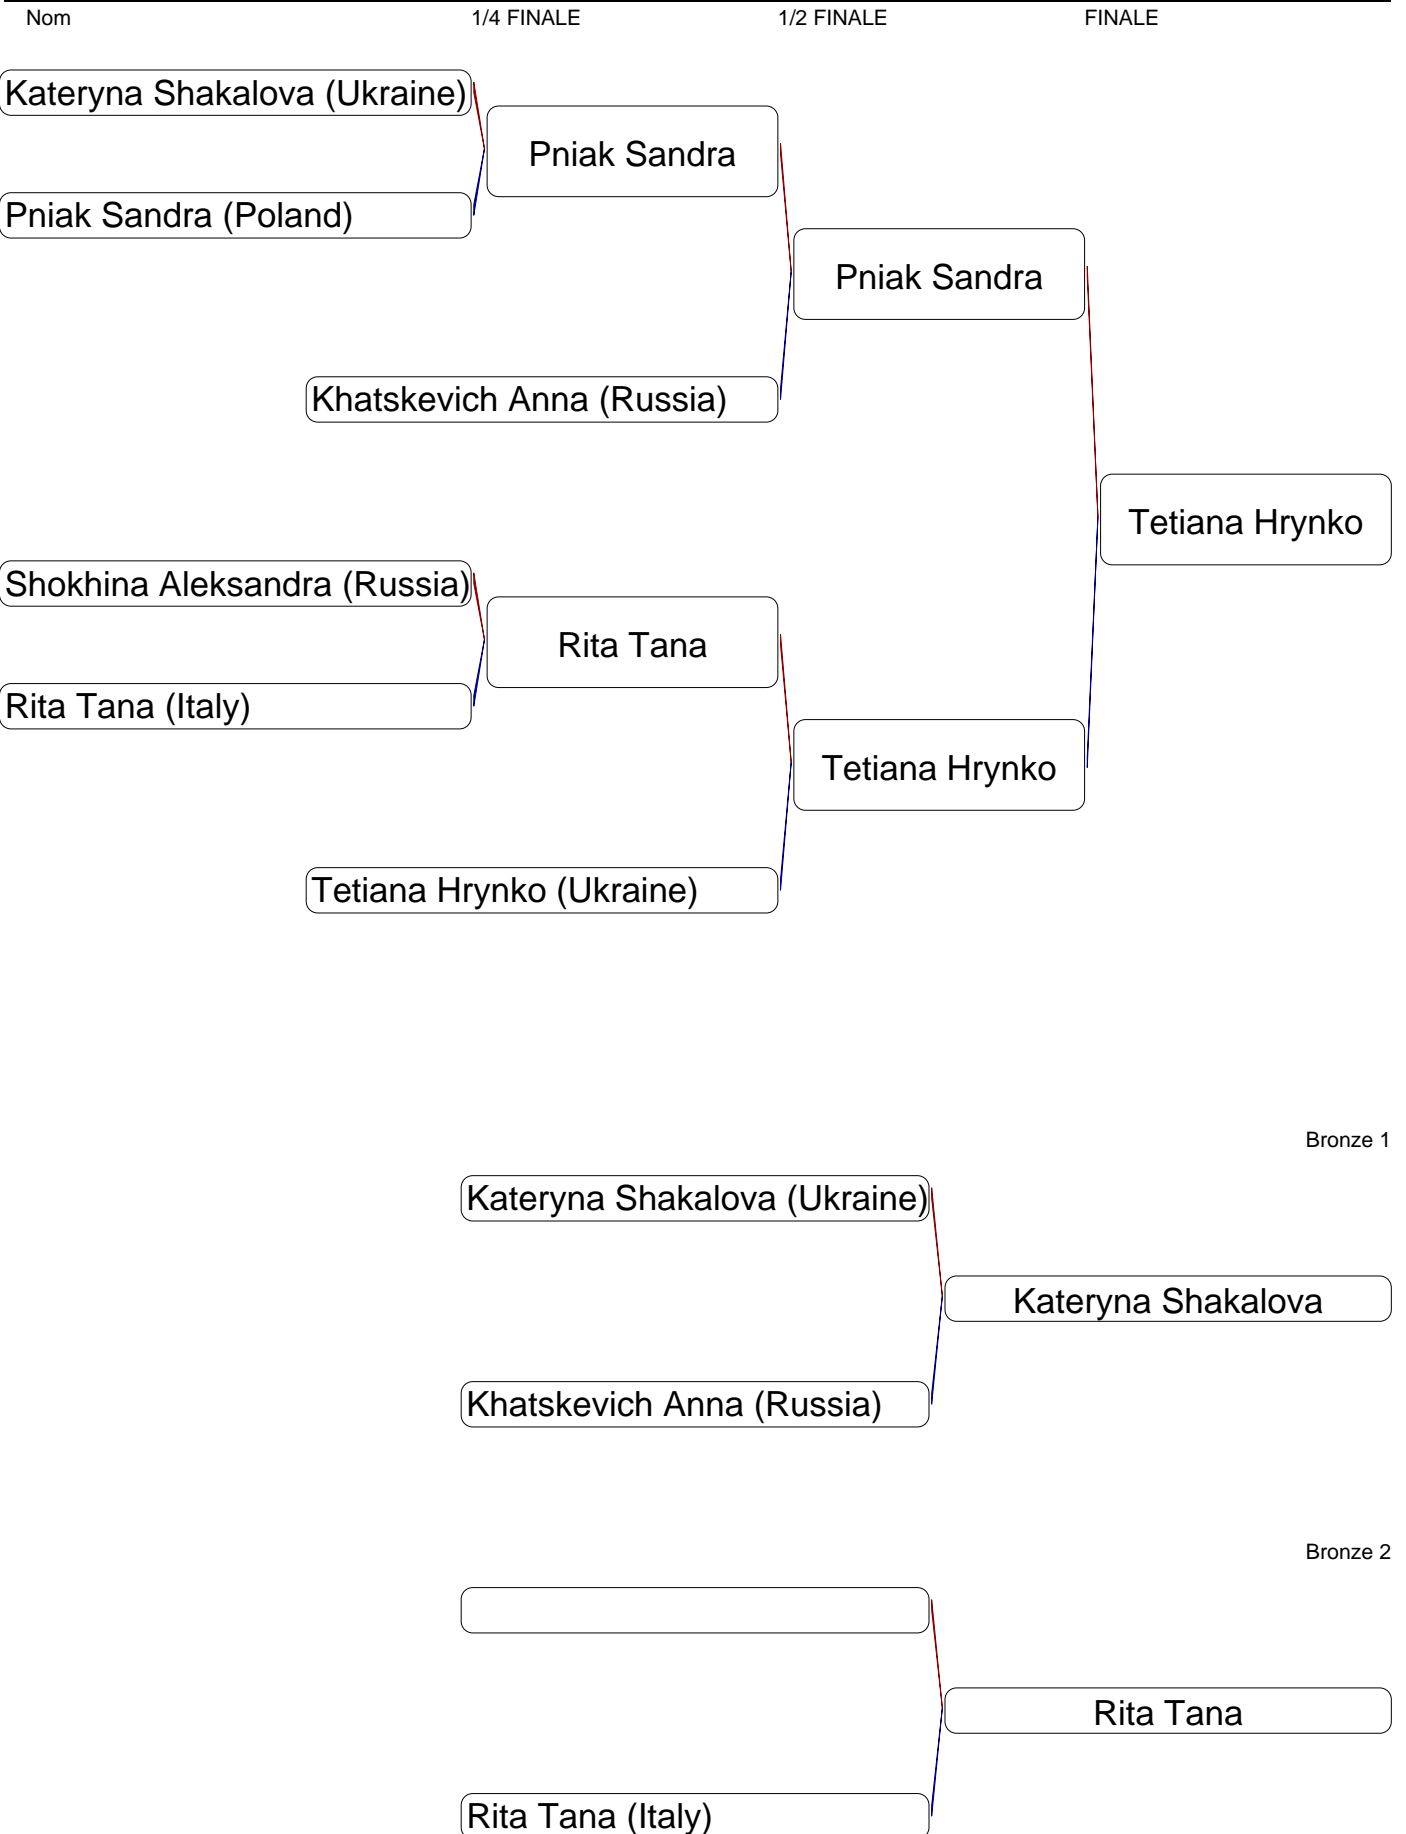 Nom 1/4 FINALE 1/2 FINALE FINALE
Kateryna Shakalova (Ukraine)
Pniak Sandra
Pniak Sandra (Poland)
Pniak Sandra
Khatskevich Anna (Russia)
Tetiana Hrynko
Shokhina Aleksandra (Russia)
Rita Tana
Rita Tana (Italy)
Tetiana Hrynko
Tetiana Hrynko (Ukraine)
Bronze 1
Kateryna Shakalova (Ukraine)
Kateryna Shakalova
Khatskevich Anna (Russia)
Bronze 2
Rita Tana
Rita Tana (Italy)